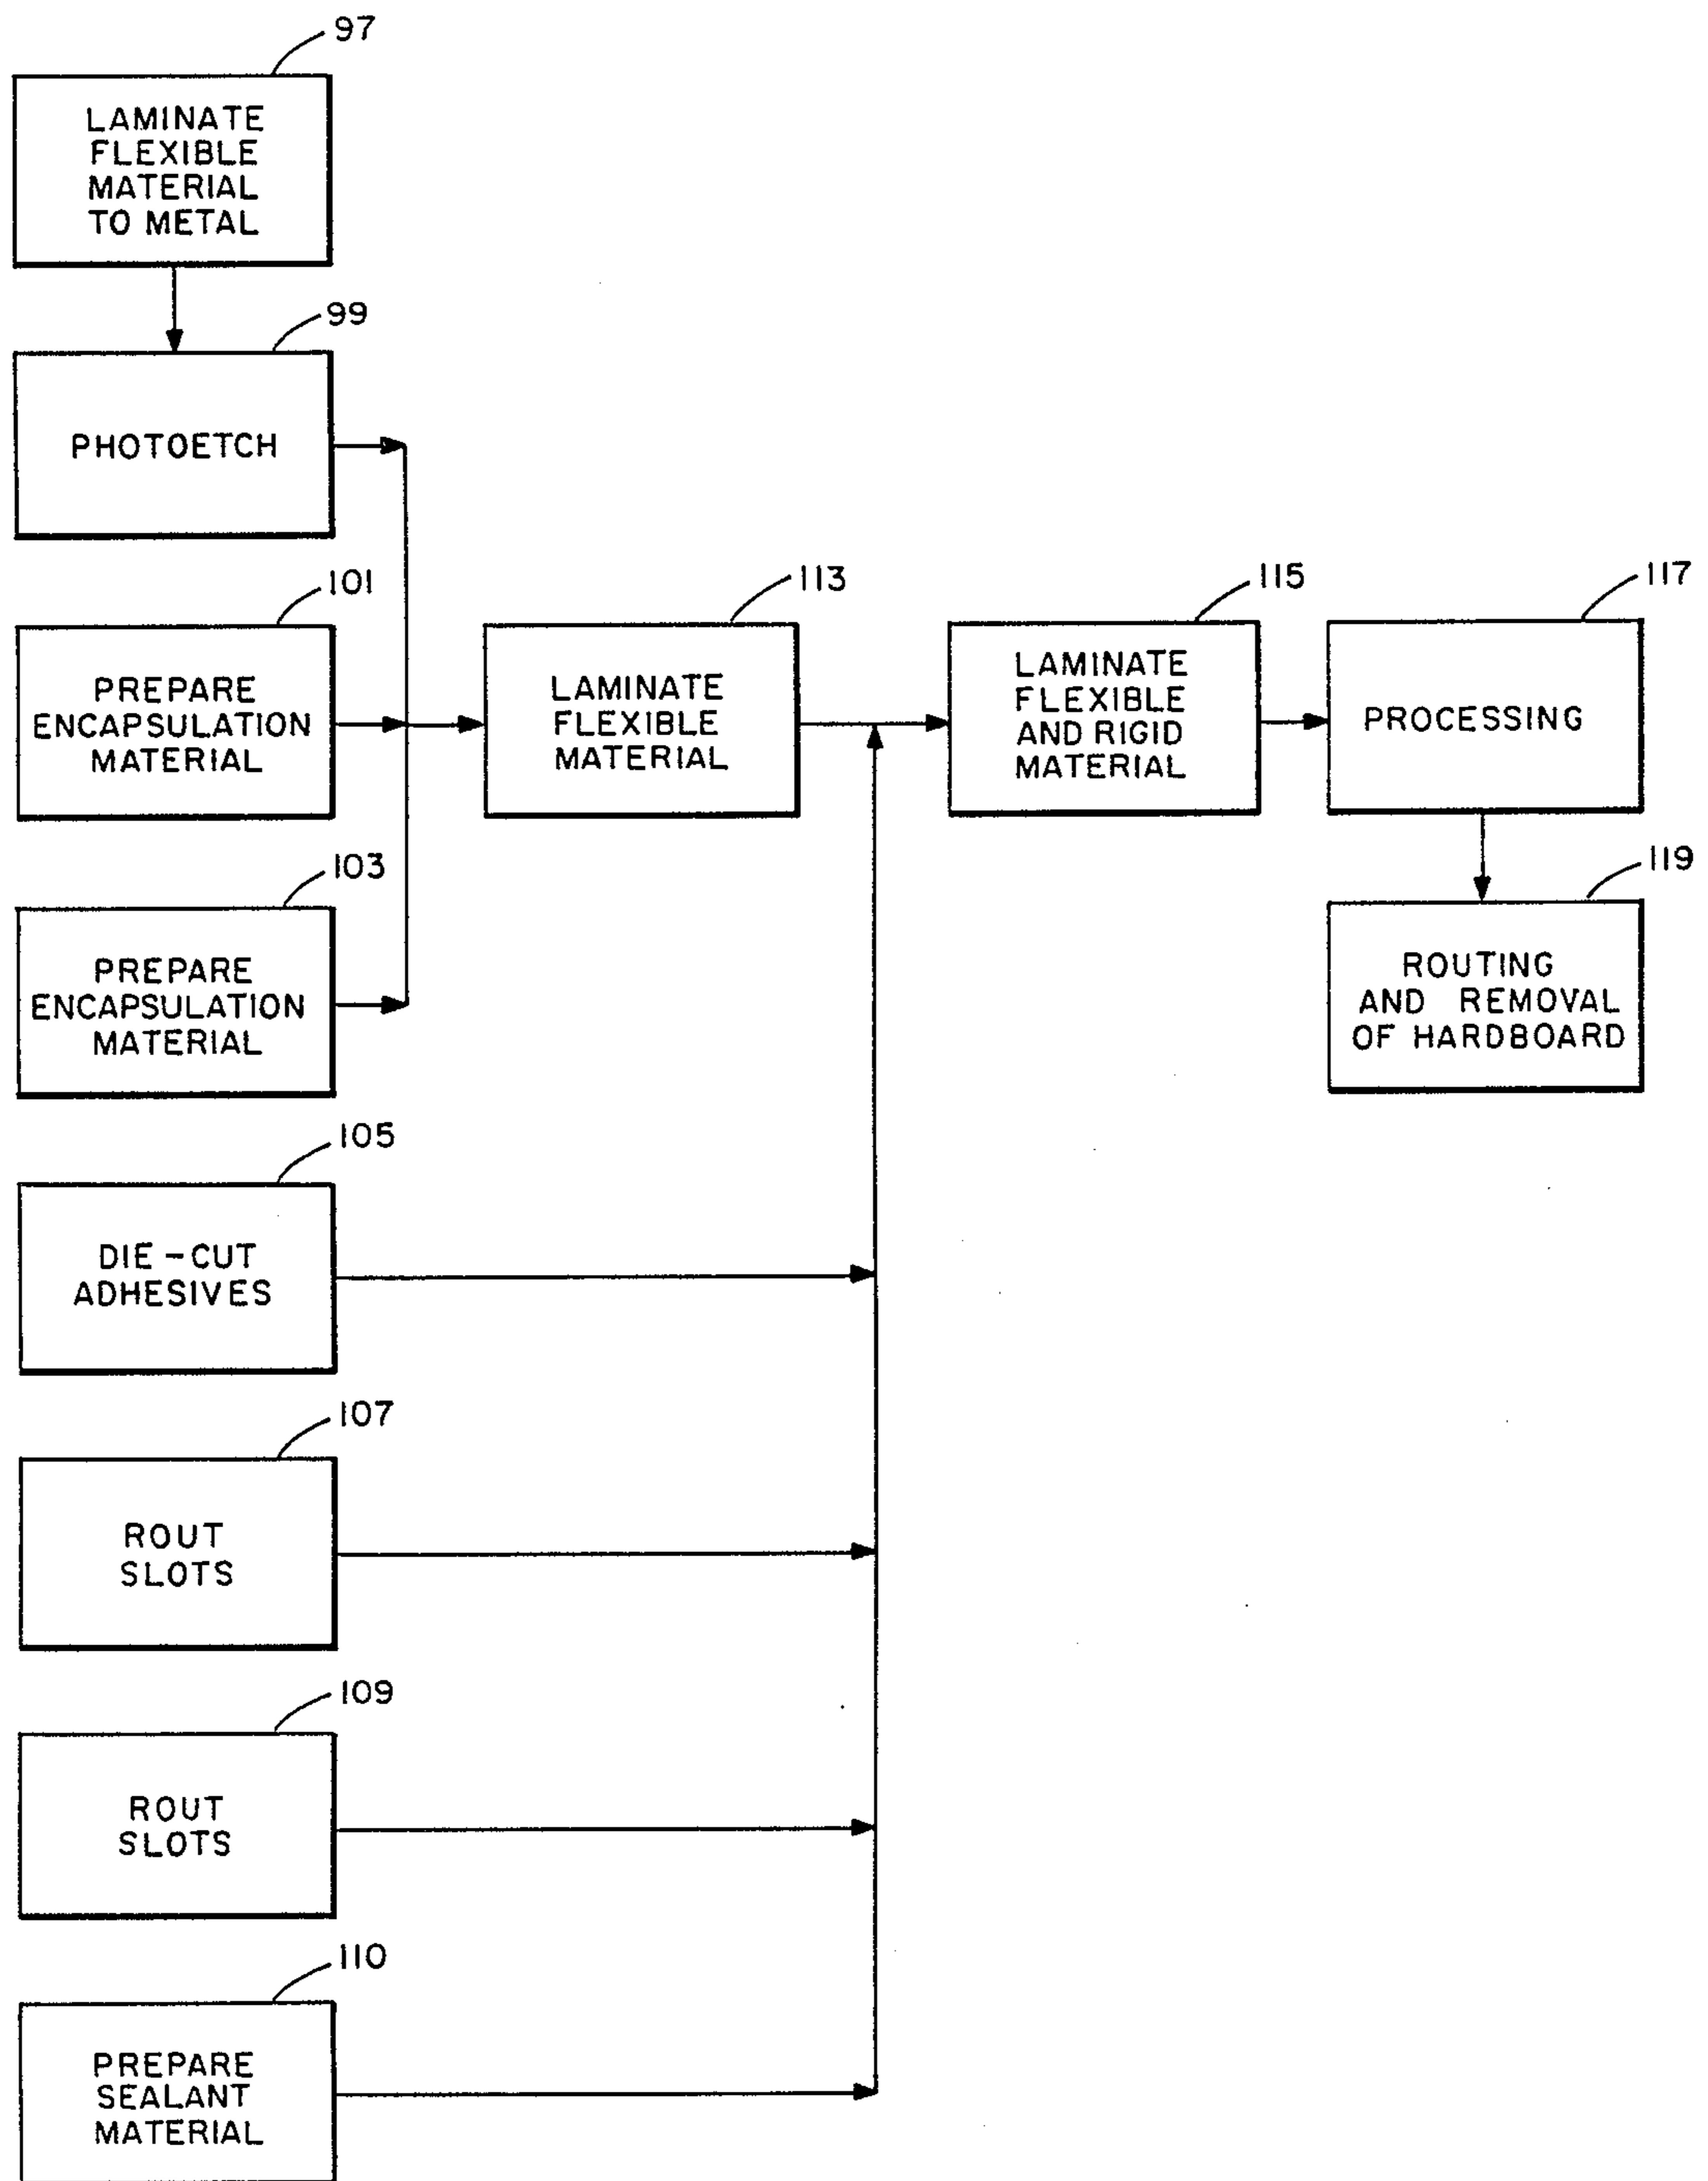 97
LAMINATE
FLEXIBLE
MATERIAL
TO METAL
99
PHOTOETCH
101
PREPARE
ENCAPSULATION
MATERIAL
103
PREPARE
ENCAPSULATION
MATERIAL
105
DIE-CUT
ADHESIVES
107
ROUT
SLOTS
109
ROUT
SLOTS
110
PREPARE
SEALANT
MATERIAL
113
LAMINATE
FLEXIBLE
MATERIAL
115
LAMINATE
FLEXIBLE
AND RIGID
MATERIAL
117
PROCESSING
119
ROUTING
AND REMOVAL
OF HARDBOARD